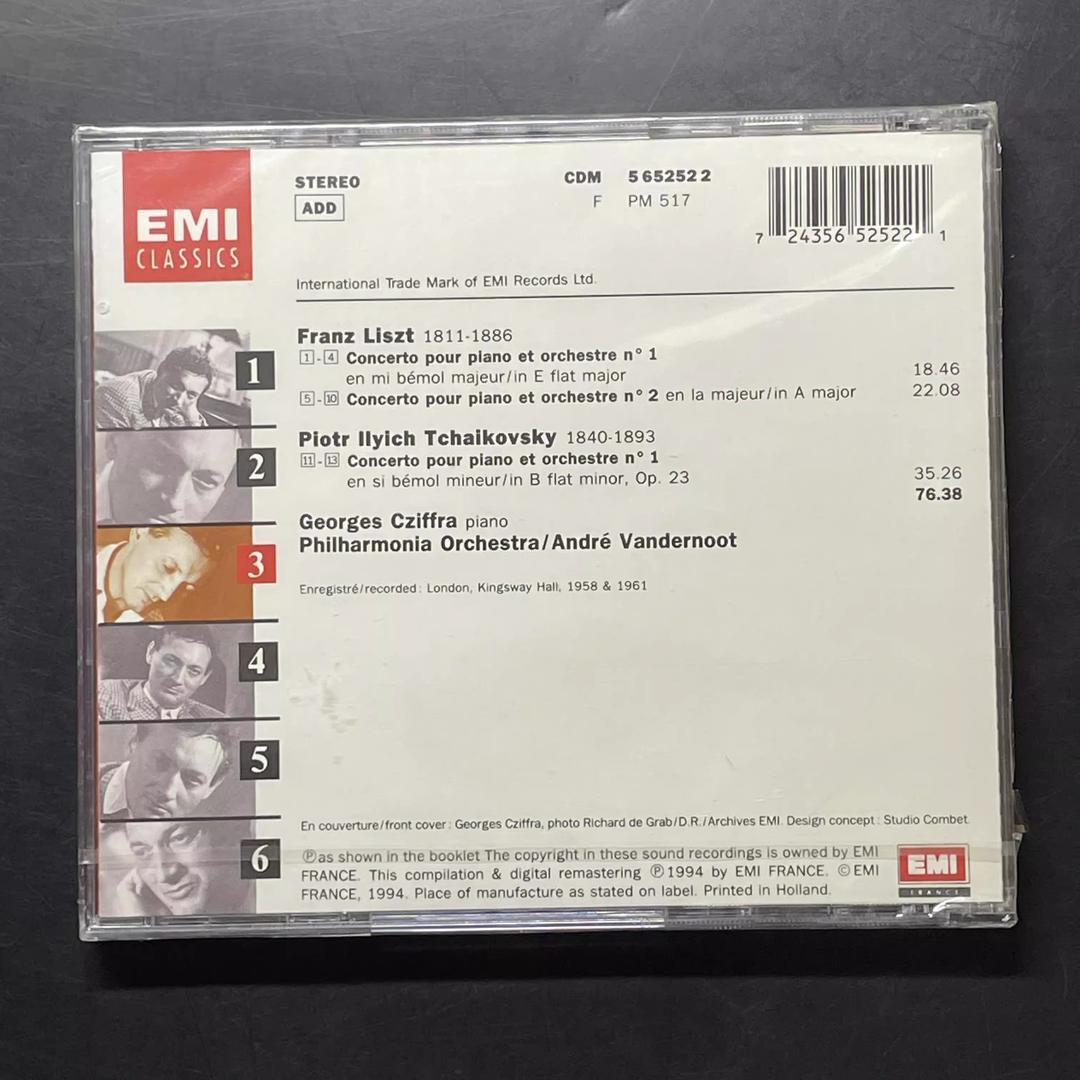 EMI
CLASSICS
STEREO
ADD
CDM 5 65252 2
F PM 517
7 24356 52522 1
International Trade Mark of EMI Records Ltd.
Franz Liszt 1811-1886
1-4 Concerto pour piano et orchestre n° 1
en mi bémol majeur/in E flat major 18.46
5-10 Concerto pour piano et orchestre n° 2 en la majeur/in A major 22.08
Piotr Ilyich Tchaikovsky 1840-1893
11-13 Concerto pour piano et orchestre n° 1
en si bémol mineur/in B flat minor, Op. 23 35.26
76.38
Georges Cziffra piano
Philharmonia Orchestra/André Vandernoot
Enregistré/recorded: London, Kingsway Hall, 1958 & 1961
1
2
3
4
5
6
En couverture/front cover: Georges Cziffra, photo Richard de Grab/D.R./Archives EMI. Design concept: Studio Combet.
℗as shown in the booklet The copyright in these sound recordings is owned by EMI
FRANCE. This compilation & digital remastering ℗1994 by EMI FRANCE. ©EMI
FRANCE, 1994. Place of manufacture as stated on label. Printed in Holland.
EMI
FRANCE